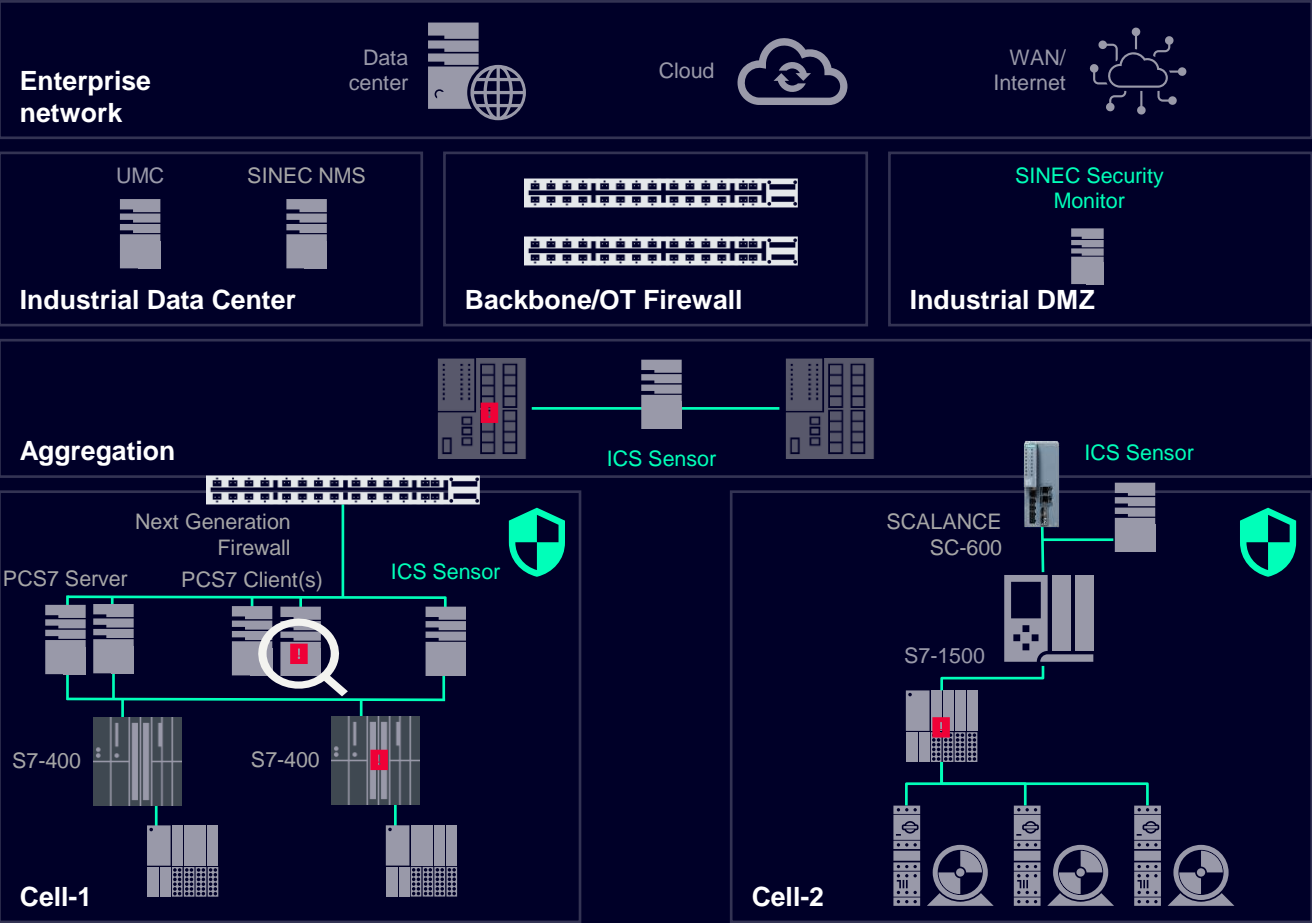 Data
center
Cloud
WAN/
Internet
Enterprise
network
UMC
SINEC NMS
SINEC Security
Monitor
Industrial Data Center
Backbone/OT Firewall
Industrial DMZ
Aggregation
ICS Sensor
ICS Sensor
Next Generation
Firewall
SCALANCE
SC-600
PCS7 Server
PCS7 Client(s)
ICS Sensor
!
!
S7-1500
!
S7-400
S7-400
!
Cell-1
Cell-2